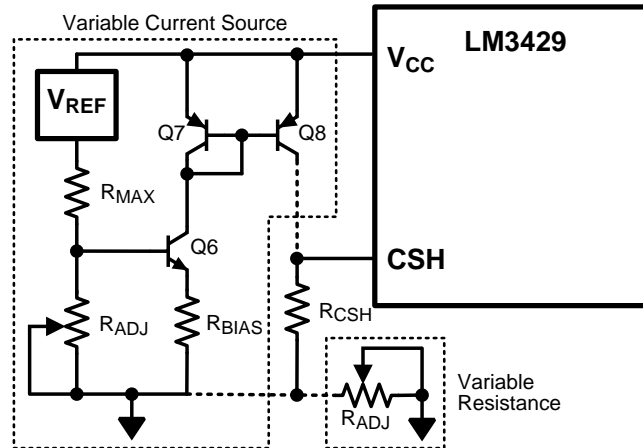 Variable Current Source
LM3429
VCC
VREF
Q7
Q8
RMAX
Q6
CSH
RADJ
RBIAS
RCSH
RADJ
Variable
Resistance